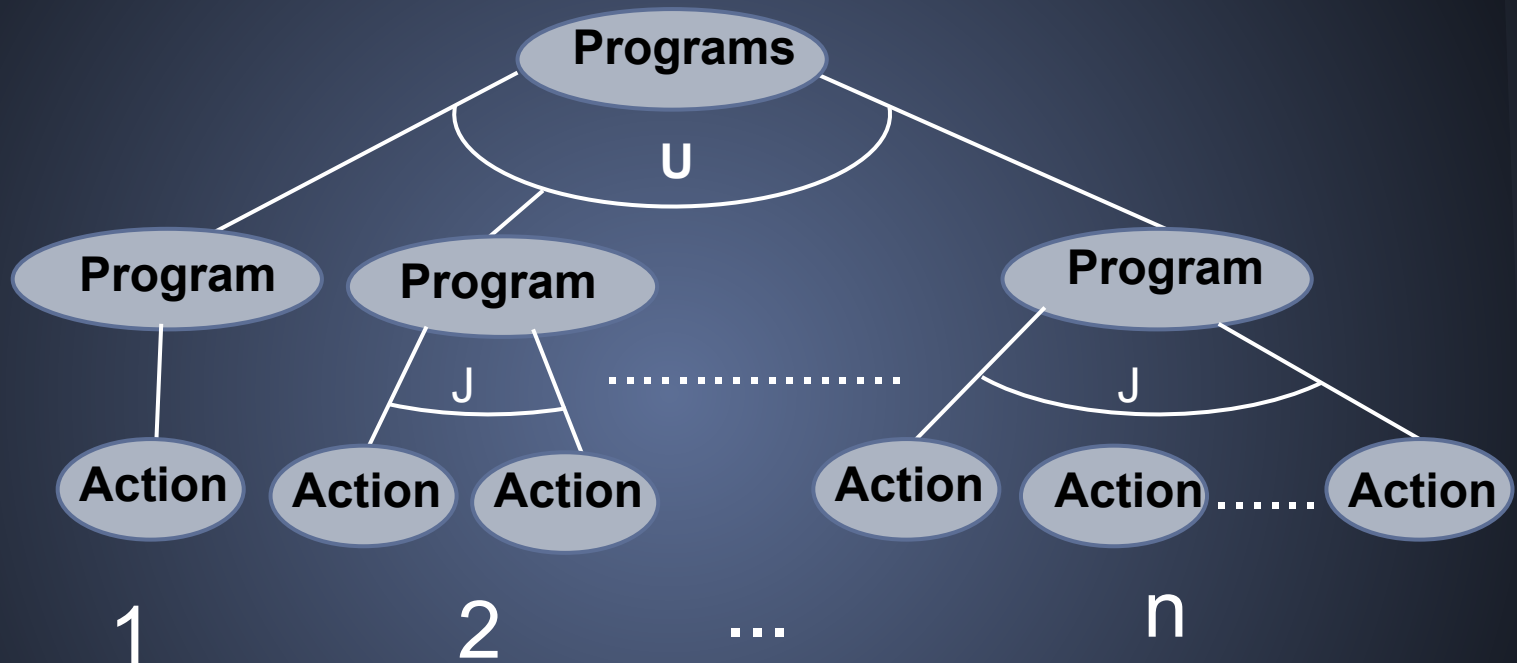 Programs
U
Program Program Program
J ................. J
Action Action Action Action Action ...... Action
1 2 ... n